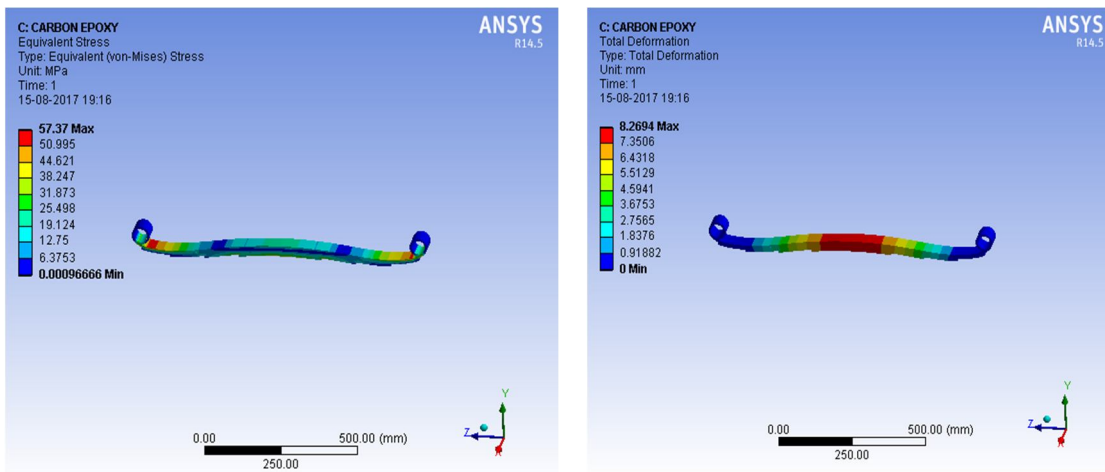 C: CARBON EPOXY
Equivalent Stress
Type: Equivalent (von-Mises) Stress
Unit: MPa
Time: 1
15-08-2017 19:16
ANSYS
R14.5
57.37 Max
50.995
44.621
38.247
31.873
25.498
19.124
12.75
6.3753
0.00096666 Min
0.00
500.00 (mm)
250.00
Y
Z
X
C: CARBON EPOXY
Total Deformation
Type: Total Deformation
Unit: mm
Time: 1
15-08-2017 19:16
ANSYS
R14.5
8.2694 Max
7.3506
6.4318
5.5129
4.5941
3.6753
2.7565
1.8376
0.91882
0 Min
0.00
500.00 (mm)
250.00
Y
Z
X